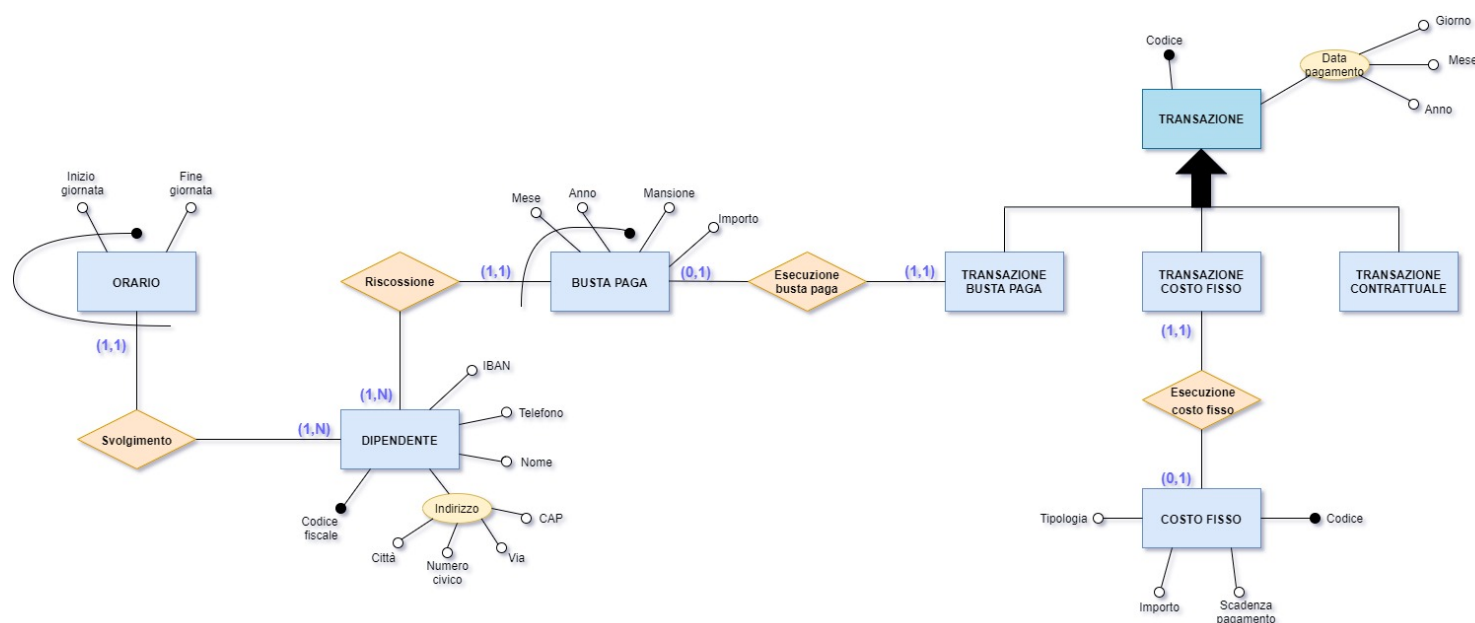 Giorno
Codice
Data
pagamento
Mese
Anno
TRANSAZIONE
Inizio
giornata
Fine
giornata
Mese
Anno
Mansione
Importo
ORARIO
(1,1)
Riscossione
(1,1)
BUSTA PAGA
(0,1)
Esecuzione
busta paga
(1,1)
TRANSAZIONE
BUSTA PAGA
TRANSAZIONE
COSTO FISSO
TRANSAZIONE
CONTRATTUALE
(1,1)
IBAN
(1,N)
Esecuzione
costo fisso
Telefono
Svolgimento
(1,N)
DIPENDENTE
Nome
(0,1)
Codice
fiscale
Indirizzo
CAP
Città
Numero
civico
Via
Tipologia
COSTO FISSO
Codice
Importo
Scadenza
pagamento